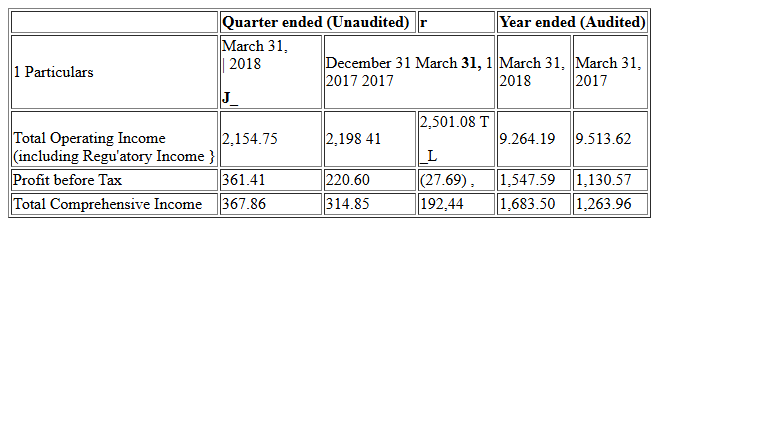 Quarter ended (Unaudited) r Year ended (Audited)
1 Particulars
March 31,
| 2018
J_
December 31 March 31, 1
2017 2017
March 31,
2018
March 31,
2017
Total Operating Income
(including Regu'atory Income }
2,154.75
2,198 41
2,501.08 T
_L
9.264.19
9.513.62
Profit before Tax 361.41 220.60 (27.69) , 1,547.59 1,130.57
Total Comprehensive Income 367.86 314.85 192,44 1,683.50 1,263.96